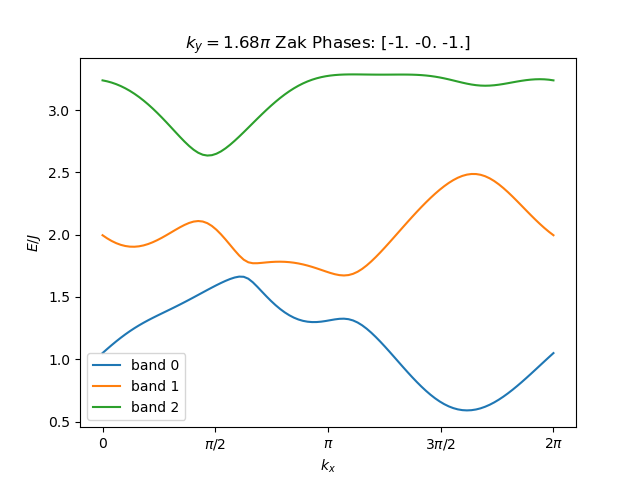 k_y = 1.68π Zak Phases: [-1. -0. -1.]
E/J
3.0
2.5
2.0
1.5
1.0
0.5
band 0
band 1
band 2
0 π/2 π 3π/2 2π
k_x